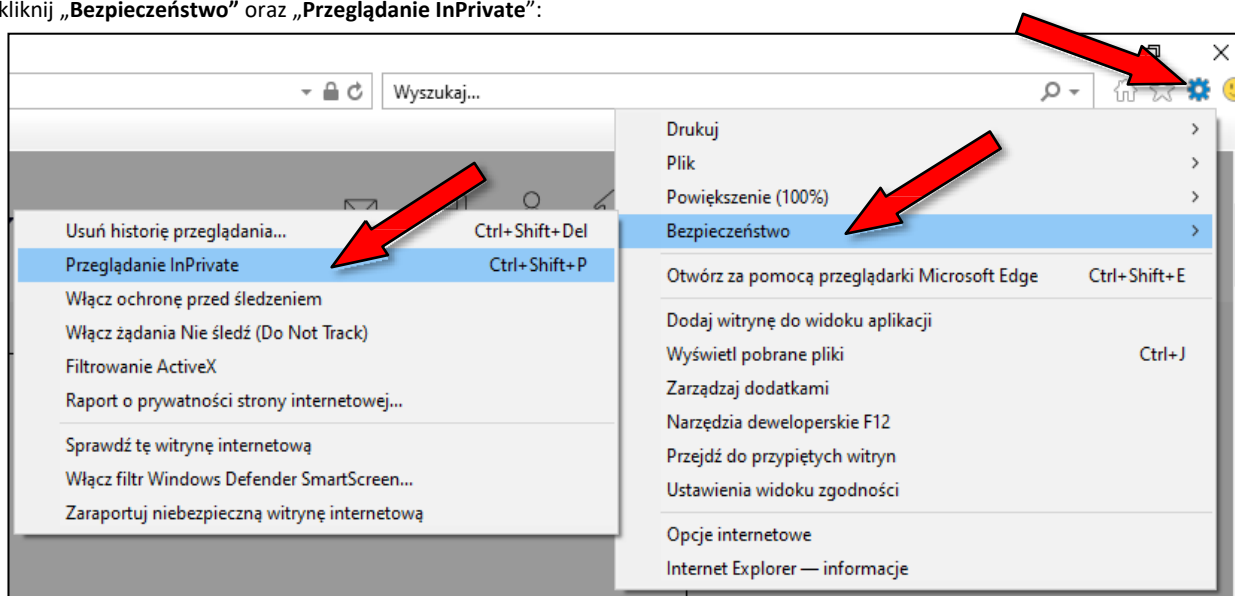 kliknij „Bezpieczeństwo” oraz „Przeglądanie InPrivate”:
Wyszukaj...
Drukuj
Plik
Powiększenie (100%)
Bezpieczeństwo
Otwórz za pomocą przeglądarki Microsoft Edge Ctrl+Shift+E
Dodaj witrynę do widoku aplikacji
Wyświetl pobrane pliki Ctrl+J
Zarządzaj dodatkami
Narzędzia deweloperskie F12
Przejdź do przypiętych witryn
Ustawienia widoku zgodności
Opcje internetowe
Internet Explorer — informacje
Usuń historię przeglądania... Ctrl+Shift+Del
Przeglądanie InPrivate Ctrl+Shift+P
Włącz ochronę przed śledzeniem
Włącz żądania Nie śledź (Do Not Track)
Filtrowanie ActiveX
Raport o prywatności strony internetowej...
Sprawdź tę witrynę internetową
Włącz filtr Windows Defender SmartScreen...
Zaraportuj niebezpieczną witrynę internetową